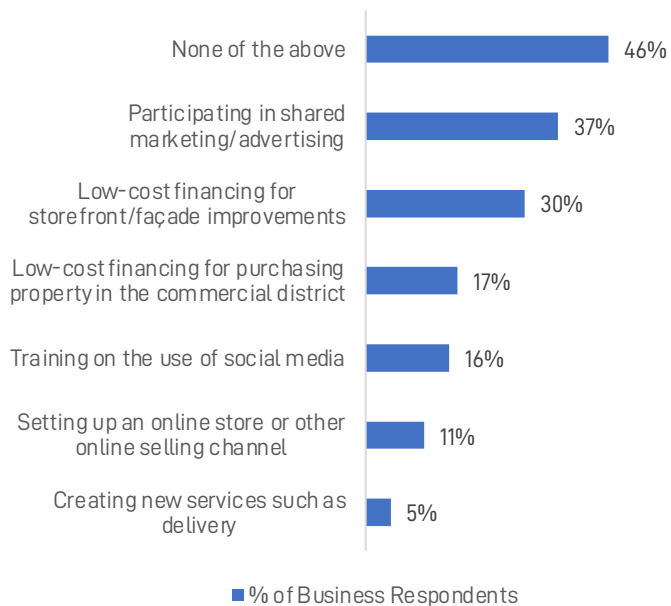 None of the above
46%
Participating in shared
marketing/advertising
37%
Low-cost financing for
storefront/façade improvements
30%
Low-cost financing for purchasing
property in the commercial district
17%
Training on the use of social media
16%
Setting up an online store or other
online selling channel
11%
Creating new services such as
delivery
5%
% of Business Respondents